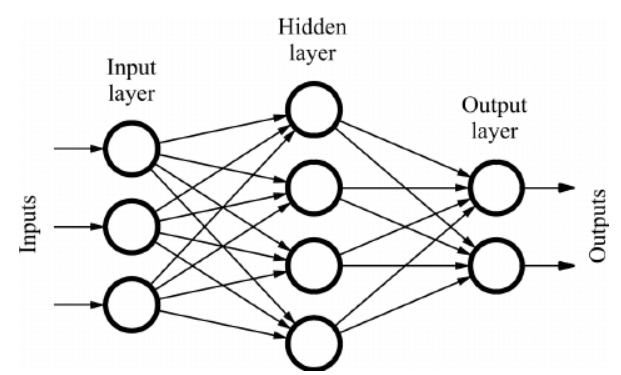 Hidden
layer
Input
layer
Output
layer
Inputs
Outputs